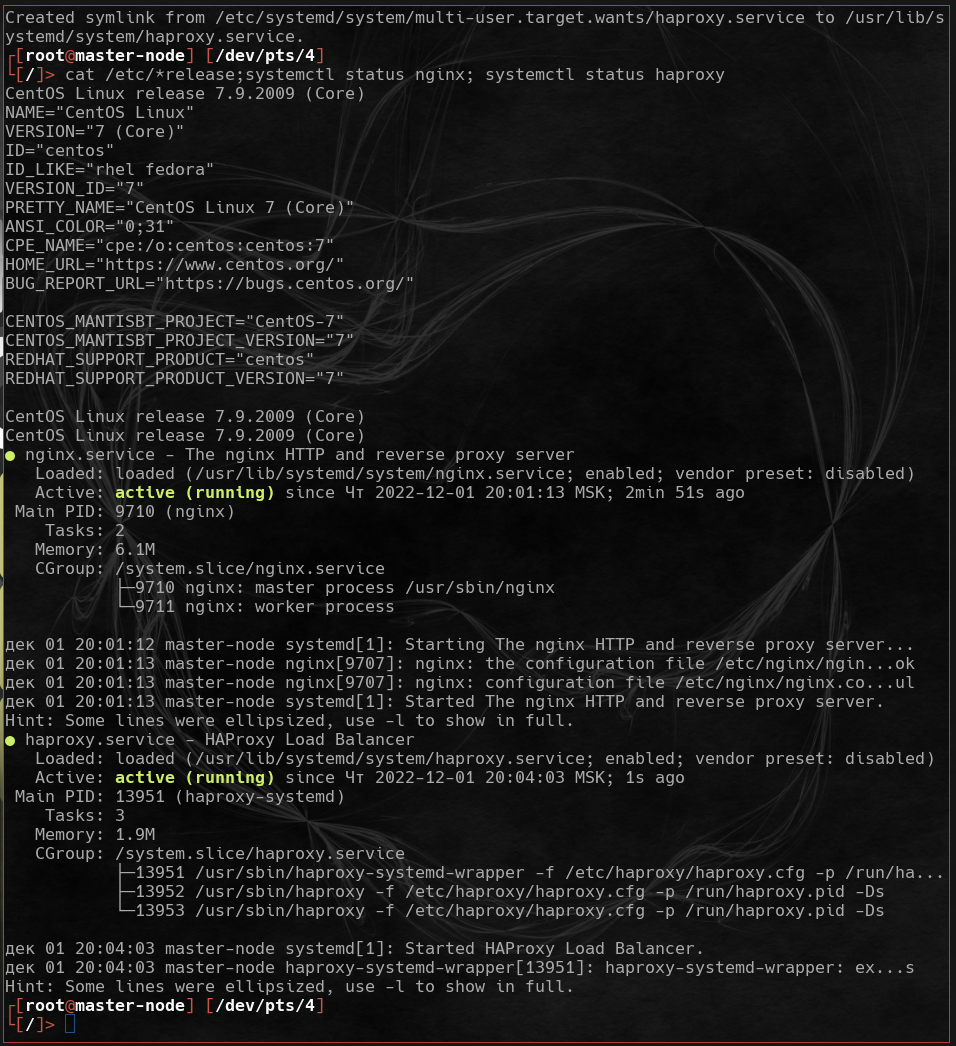 Created symlink from /etc/systemd/system/multi-user.target.wants/haproxy.service to /usr/lib/s
ystemd/system/haproxy.service.
┌[root@master-node] [/dev/pts/4]
└[/]> cat /etc/*release;systemctl status nginx; systemctl status haproxy
CentOS Linux release 7.9.2009 (Core)
NAME="CentOS Linux"
VERSION="7 (Core)"
ID="centos"
ID_LIKE="rhel fedora"
VERSION_ID="7"
PRETTY_NAME="CentOS Linux 7 (Core)"
ANSI_COLOR="0;31"
CPE_NAME="cpe:/o:centos:centos:7"
HOME_URL="https://www.centos.org/"
BUG_REPORT_URL="https://bugs.centos.org/"

CENTOS_MANTISBT_PROJECT="CentOS-7"
CENTOS_MANTISBT_PROJECT_VERSION="7"
REDHAT_SUPPORT_PRODUCT="centos"
REDHAT_SUPPORT_PRODUCT_VERSION="7"

CentOS Linux release 7.9.2009 (Core)
CentOS Linux release 7.9.2009 (Core)
● nginx.service - The nginx HTTP and reverse proxy server
   Loaded: loaded (/usr/lib/systemd/system/nginx.service; enabled; vendor preset: disabled)
   Active: active (running) since Чт 2022-12-01 20:01:13 MSK; 2min 51s ago
 Main PID: 9710 (nginx)
    Tasks: 2
   Memory: 6.1M
   CGroup: /system.slice/nginx.service
           ├─9710 nginx: master process /usr/sbin/nginx
           └─9711 nginx: worker process

дек 01 20:01:12 master-node systemd[1]: Starting The nginx HTTP and reverse proxy server...
дек 01 20:01:13 master-node nginx[9707]: nginx: the configuration file /etc/nginx/ngin...ok
дек 01 20:01:13 master-node nginx[9707]: nginx: configuration file /etc/nginx/nginx.co...ul
дек 01 20:01:13 master-node systemd[1]: Started The nginx HTTP and reverse proxy server.
Hint: Some lines were ellipsized, use -l to show in full.
● haproxy.service - HAProxy Load Balancer
   Loaded: loaded (/usr/lib/systemd/system/haproxy.service; enabled; vendor preset: disabled)
   Active: active (running) since Чт 2022-12-01 20:04:03 MSK; 1s ago
 Main PID: 13951 (haproxy-systemd)
    Tasks: 3
   Memory: 1.9M
   CGroup: /system.slice/haproxy.service
           ├─13951 /usr/sbin/haproxy-systemd-wrapper -f /etc/haproxy/haproxy.cfg -p /run/ha...
           ├─13952 /usr/sbin/haproxy -f /etc/haproxy/haproxy.cfg -p /run/haproxy.pid -Ds
           └─13953 /usr/sbin/haproxy -f /etc/haproxy/haproxy.cfg -p /run/haproxy.pid -Ds

дек 01 20:04:03 master-node systemd[1]: Started HAProxy Load Balancer.
дек 01 20:04:03 master-node haproxy-systemd-wrapper[13951]: haproxy-systemd-wrapper: ex...s
Hint: Some lines were ellipsized, use -l to show in full.
┌[root@master-node] [/dev/pts/4]
└[/]>